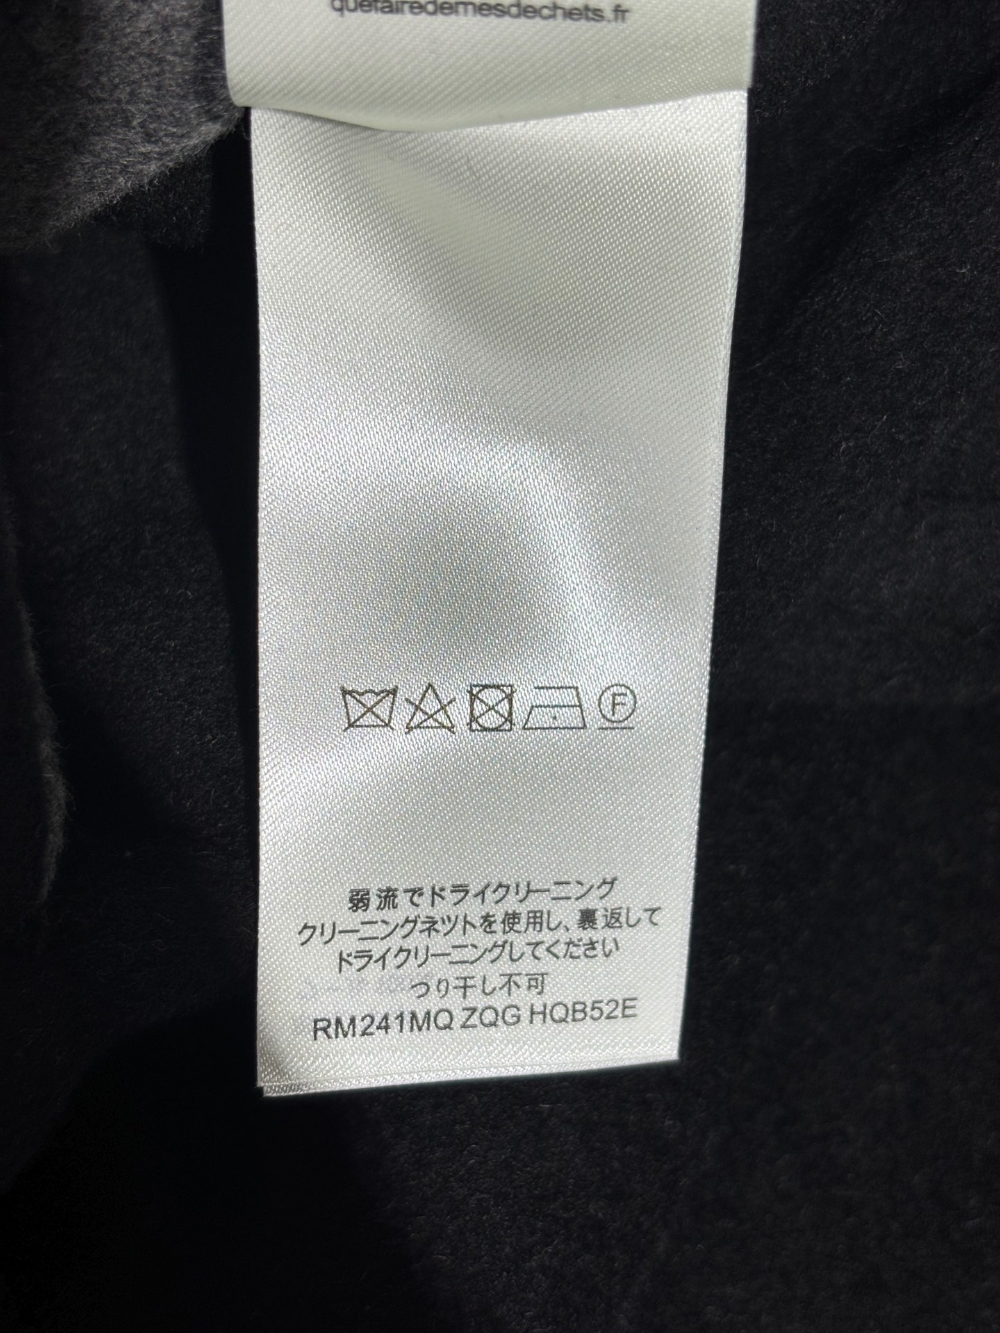 quefairedemesdechets.fr
F
弱流でドライクリーニング
クリーニングネツトを使用し、裏返して
ドライクリーニングしてください
つり干し不可
RM241MQ ZQG HQB52E